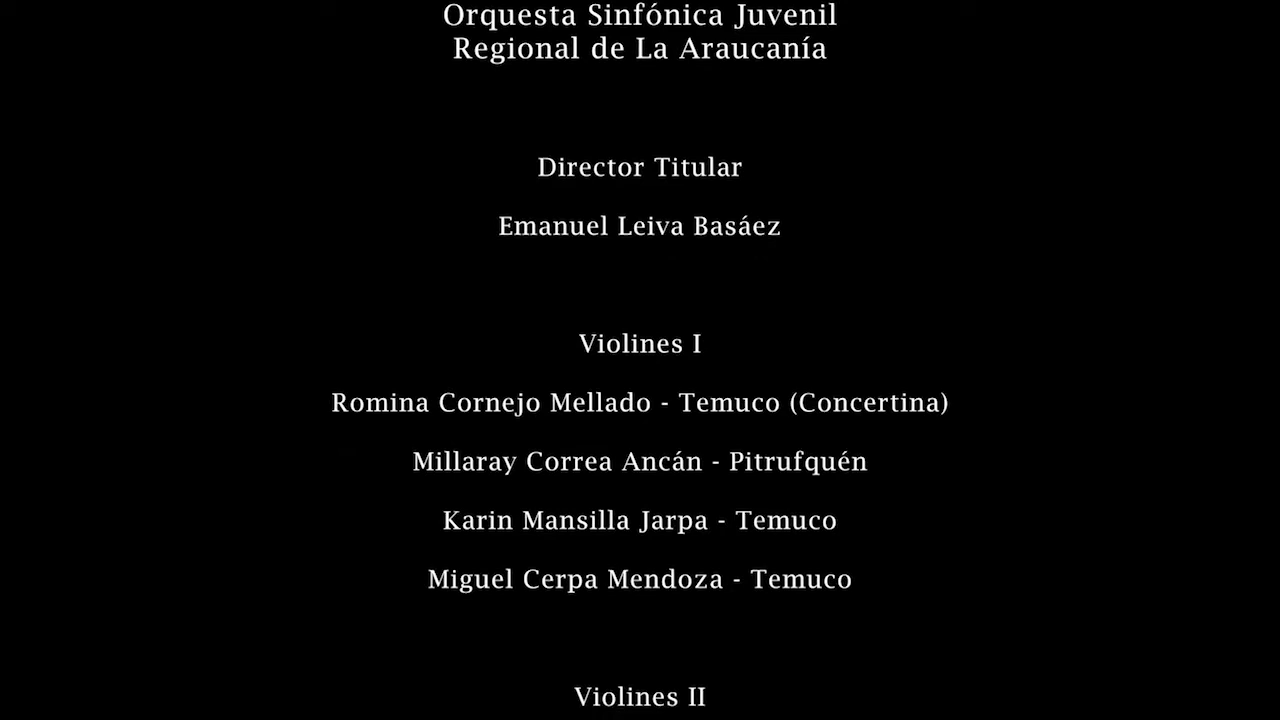 Orquesta Sinfónica Juvenil
Regional de La Araucanía
Director Titular
Emanuel Leiva Basáez
Violines I
Romina Cornejo Mellado - Temuco (Concertina)
Millaray Correa Ancán - Pitrufquén
Karin Mansilla Jarpa - Temuco
Miguel Cerpa Mendoza - Temuco
Violines II